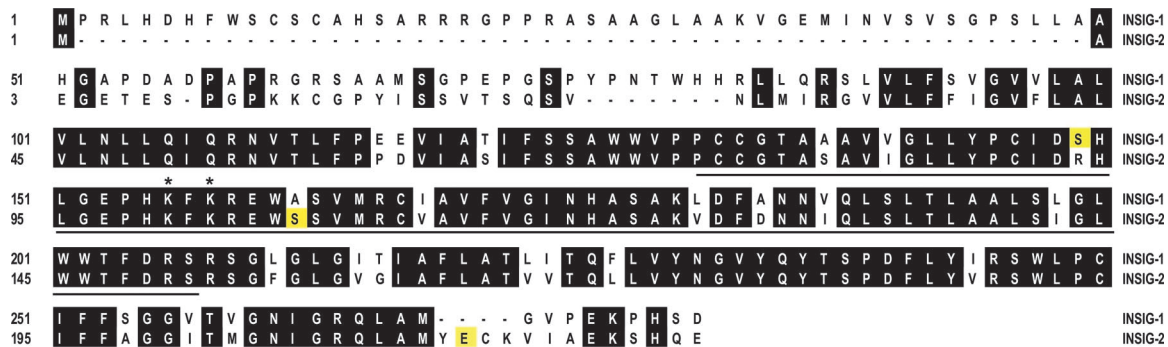 1 M P R L H D H F W S C S C A H S A R R R G P P R A S A A G L A A K V G E M I N V S V S G P S L L A A INSIG-1
1 M - - - - - - - - - - - - - - - - - - - - - - - - - - - - - - - - - - - - - - - - - - - - - - - - A INSIG-2
51 H G A P D A D P A P R G R S A A M S G P E P G S P Y P N T W H H R L L Q R S L V L F S V G V V L A L INSIG-1
3 E G E T E S - P G P K K C G P Y I S S V T S Q S V - - - - - - - N L M I R G V V L F F I G V F L A L INSIG-2
101 V L N L L Q I Q R N V T L F P E E V I A T I F S S A W W V P P C C G T A A A V V G L L Y P C I D S H INSIG-1
45 V L N L L Q I Q R N V T L F P P D V I A S I F S S A W W V P P C C G T A S A V I G L L Y P C I D R H INSIG-2
* *
151 L G E P H K F K R E W A S V M R C I A V F V G I N H A S A K L D F A N N V Q L S L T L A A L S L G L INSIG-1
95 L G E P H K F K R E W S S V M R C V A V F V G I N H A S A K V D F D N N I Q L S L T L A A L S I G L INSIG-2
201 W W T F D R S R S G L G L G I T I A F L A T L I T Q F L V Y N G V Y Q Y T S P D F L Y I R S W L P C INSIG-1
145 W W T F D R S R S G F G L G V G I A F L A T V V T Q L L V Y N G V Y Q Y T S P D F L Y V R S W L P C INSIG-2
251 I F F S G G V T V G N I G R Q L A M - - - - G V P E K P H S D INSIG-1
195 I F F A G G I T M G N I G R Q L A M Y E C K V I A E K S H Q E INSIG-2